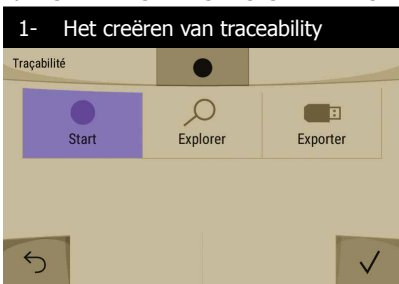 1- Het creëren van traceability
Traçabilité
Start Explorer Exporter